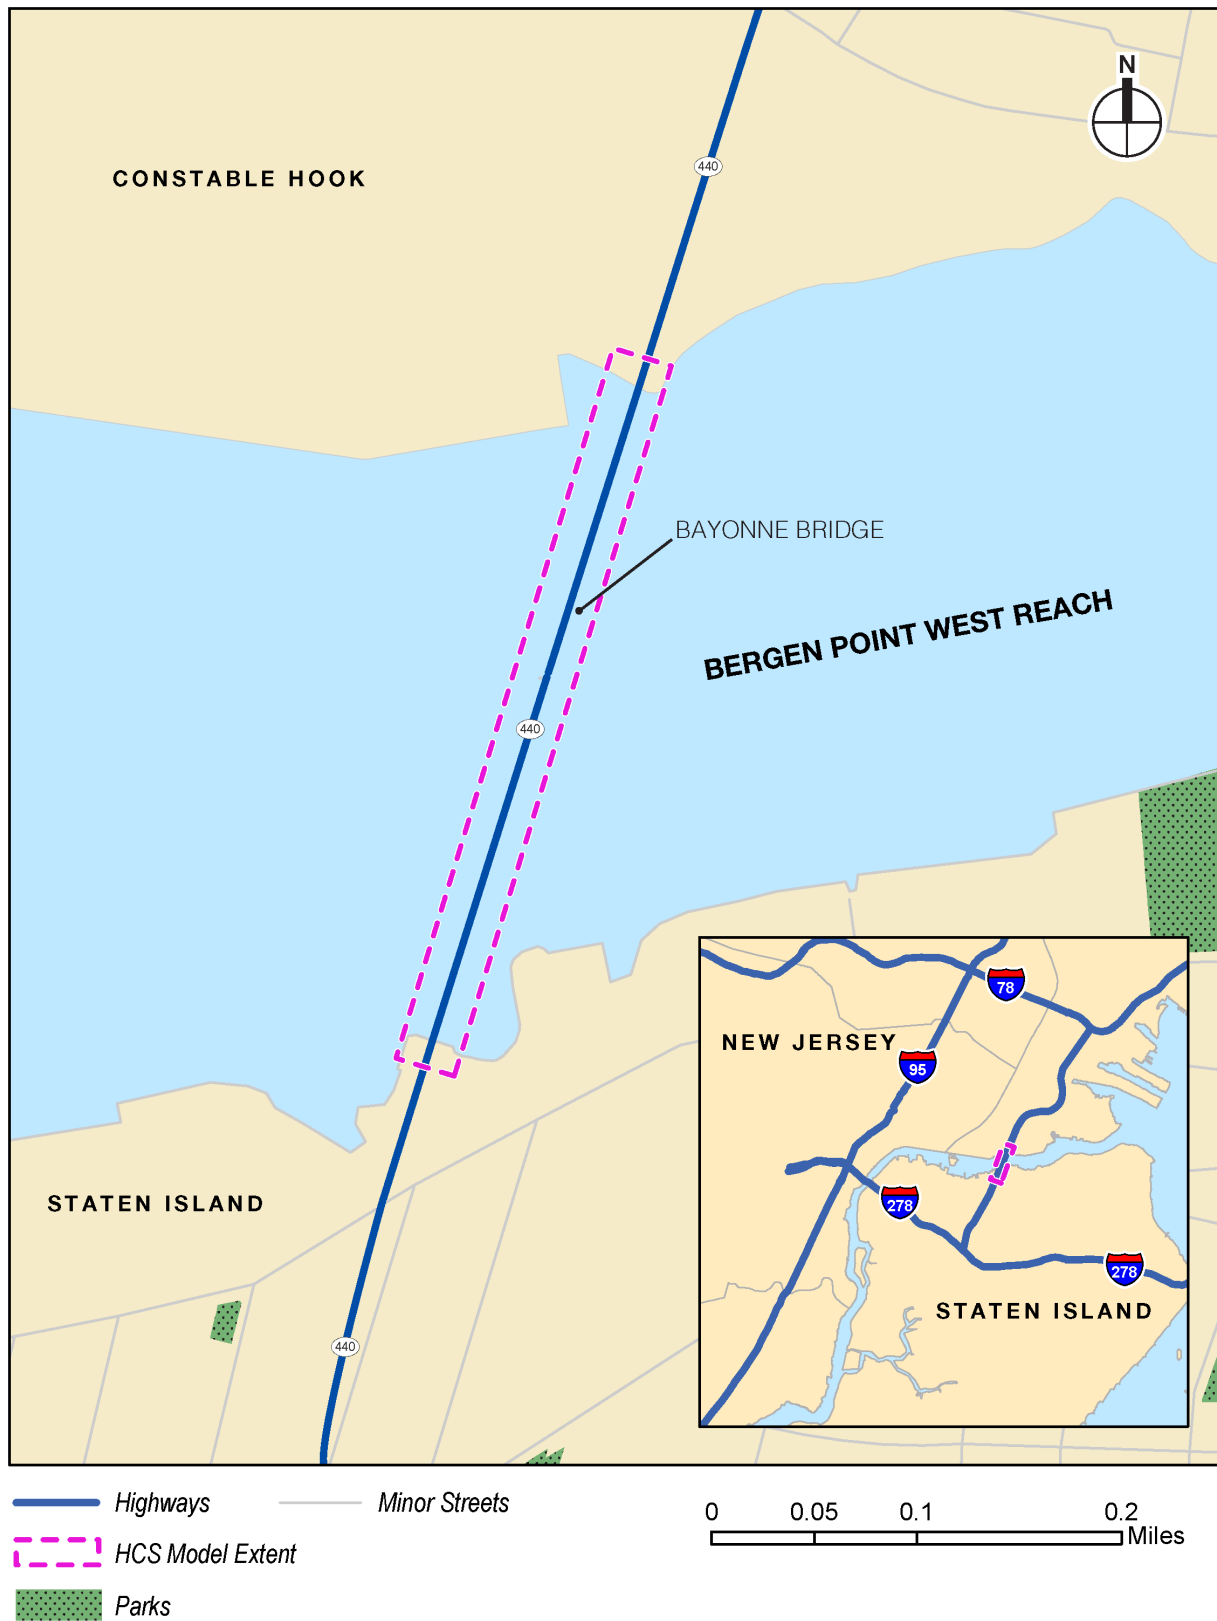 N
440
CONSTABLE HOOK
BAYONNE BRIDGE
BERGEN POINT WEST REACH
440
78
NEW JERSEY
95
STATEN ISLAND
278
278
STATEN ISLAND
440
Highways
Minor Streets
0 0.05 0.1 0.2
Miles
HCS Model Extent
Parks